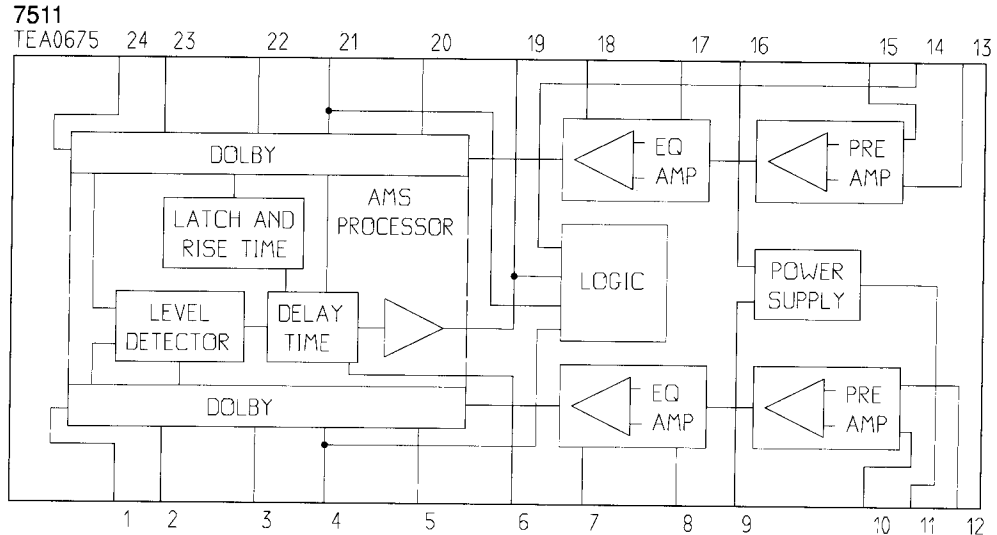 7511
TEA0675 24 23 22 21 20 19 18 17 16 15 14 13
DOLBY
EQ AMP
PRE AMP
AMS PROCESSOR
LATCH AND RISE TIME
LOGIC
POWER SUPPLY
LEVEL DETECTOR
DELAY TIME
DOLBY
EQ AMP
PRE AMP
1 2 3 4 5 6 7 8 9 10 11 12